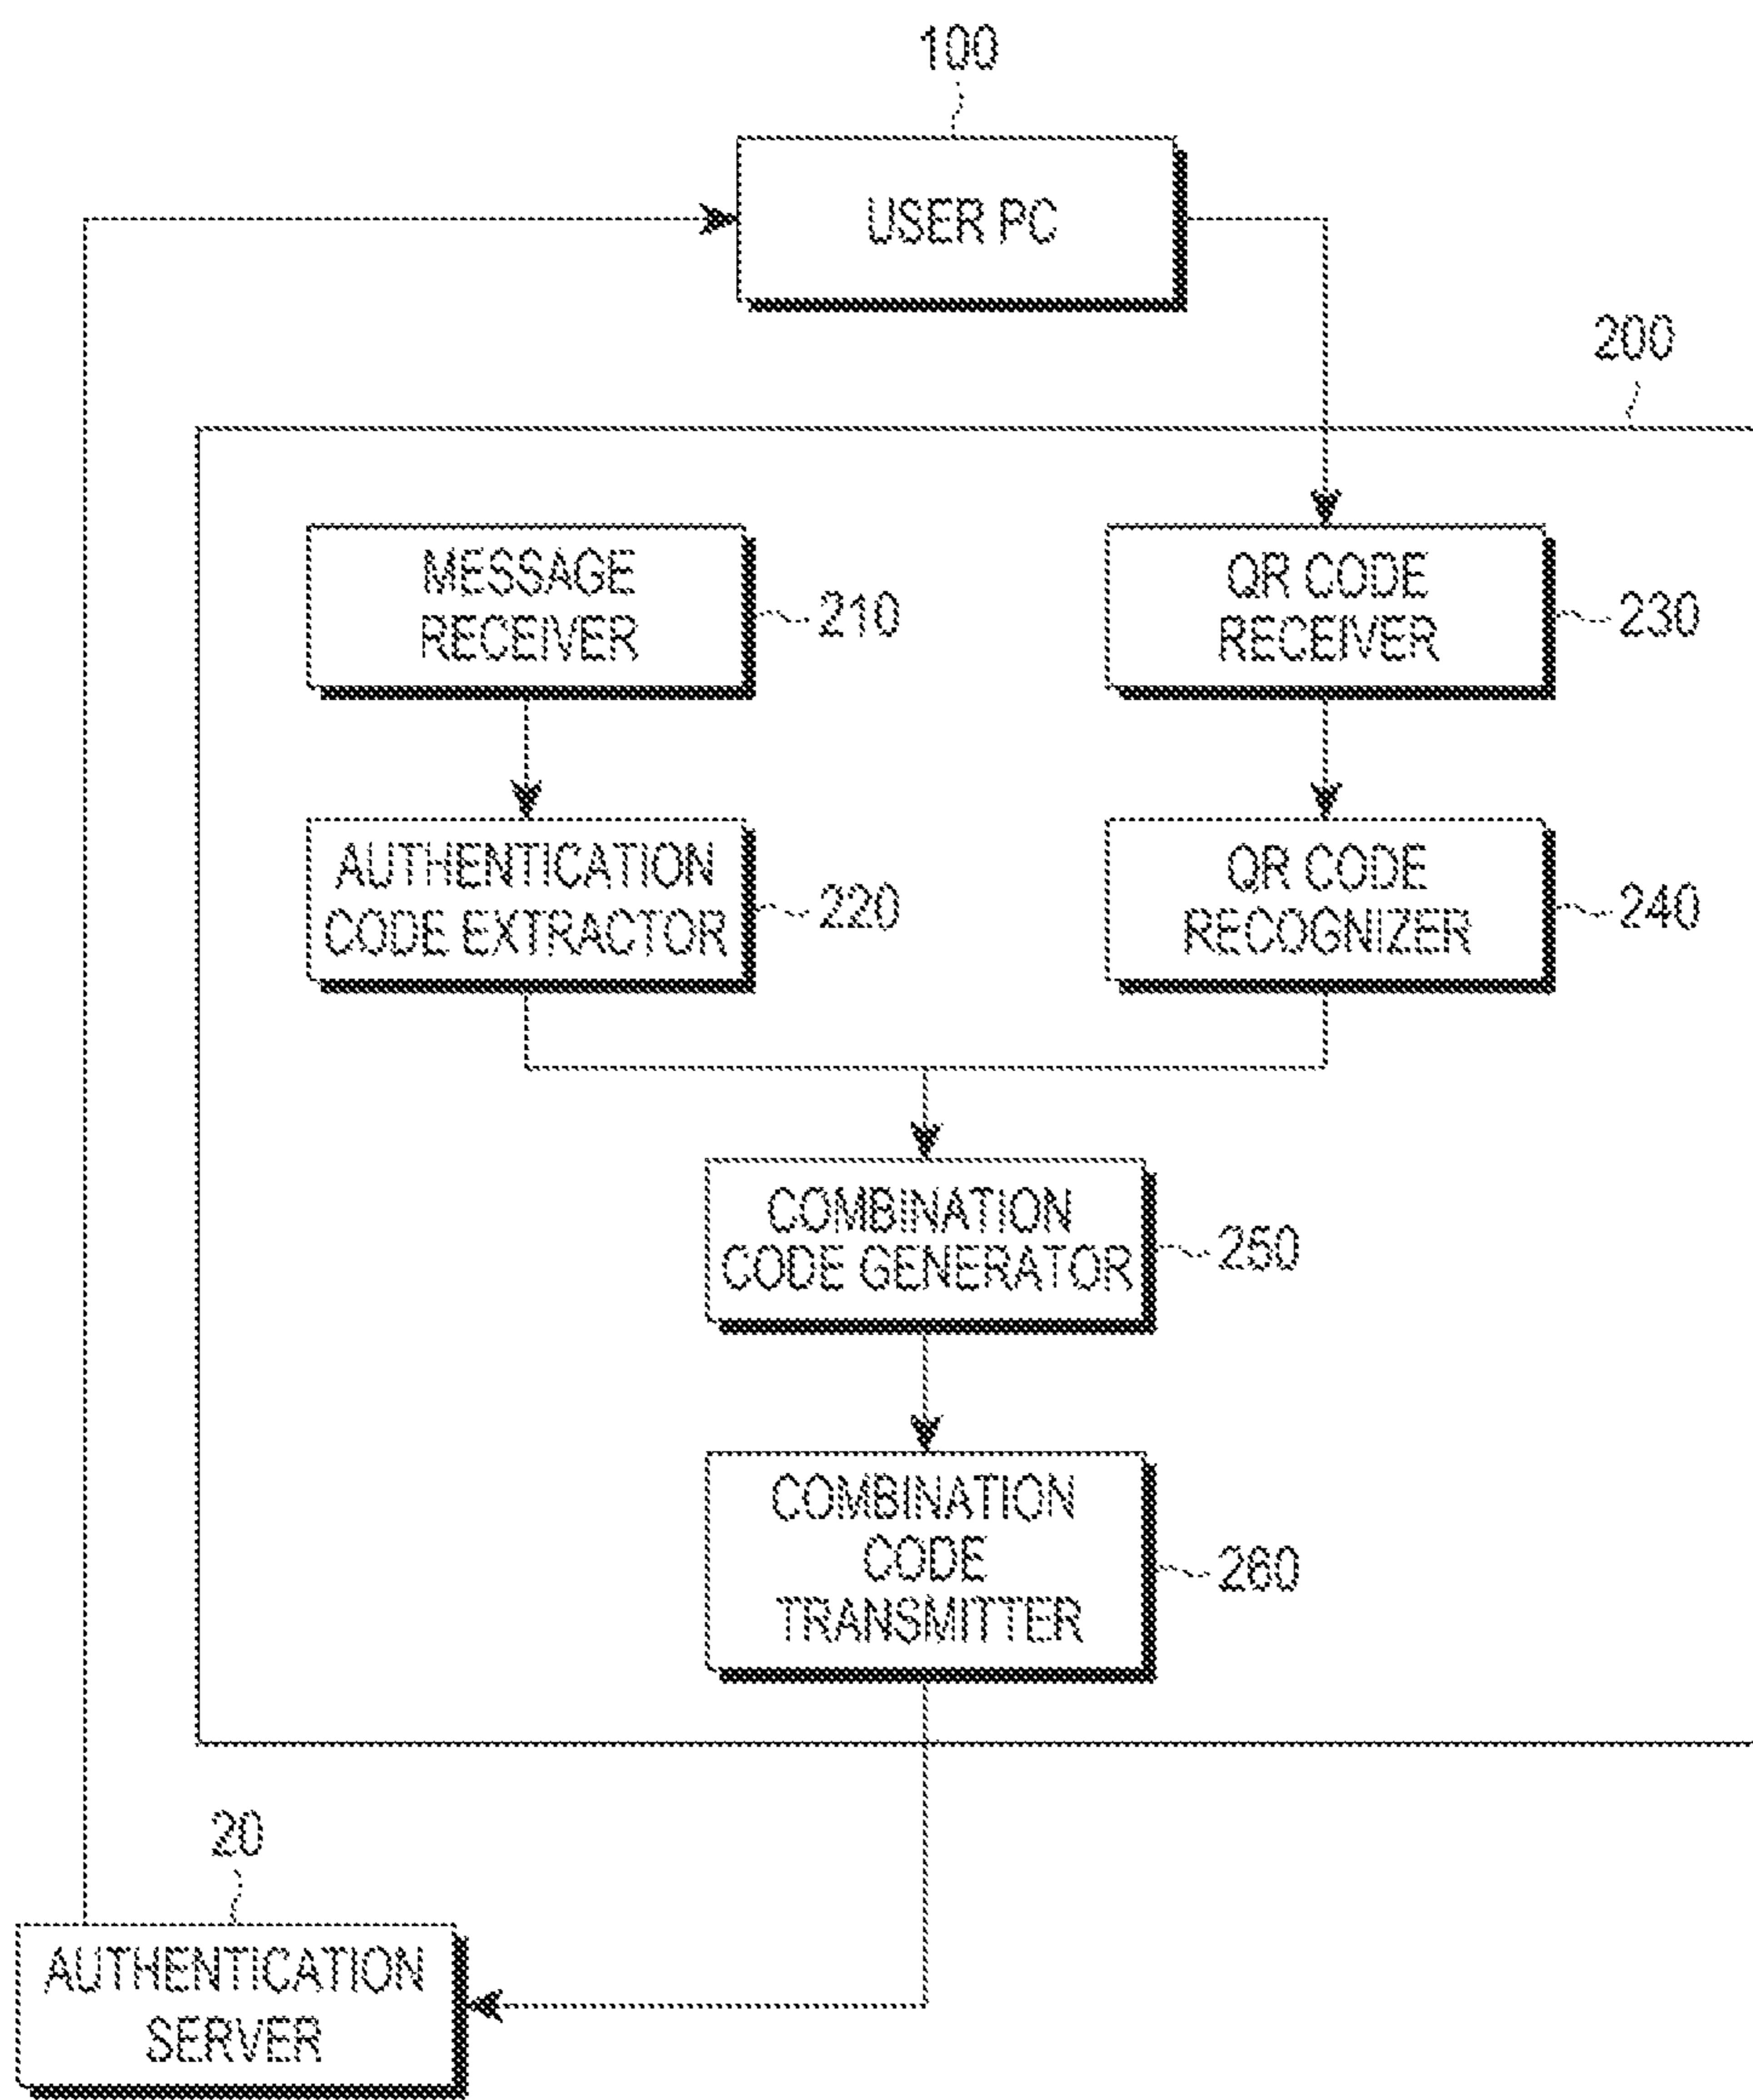 100
USER PC
200
MESSAGE
RECEIVER
210
QR CODE
RECEIVER
230
AUTHENTICATION
CODE EXTRACTOR
220
QR CODE
RECOGNIZER
240
COMBINATION
CODE GENERATOR
250
COMBINATION
CODE
TRANSMITTER
260
20
AUTHENTICATION
SERVER